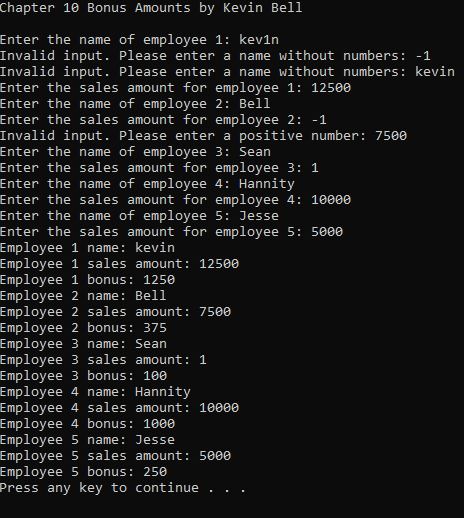 Chapter 10 Bonus Amounts by Kevin Bell
Enter the name of employee 1: kev1n
Invalid input. Please enter a name without numbers: -1
Invalid input. Please enter a name without numbers: kevin
Enter the sales amount for employee 1: 12500
Enter the name of employee 2: Bell
Enter the sales amount for employee 2: -1
Invalid input. Please enter a positive number: 7500
Enter the name of employee 3: Sean
Enter the sales amount for employee 3: 1
Enter the name of employee 4: Hannity
Enter the sales amount for employee 4: 10000
Enter the name of employee 5: Jesse
Enter the sales amount for employee 5: 5000
Employee 1 name: kevin
Employee 1 sales amount: 12500
Employee 1 bonus: 1250
Employee 2 name: Bell
Employee 2 sales amount: 7500
Employee 2 bonus: 375
Employee 3 name: Sean
Employee 3 sales amount: 1
Employee 3 bonus: 100
Employee 4 name: Hannity
Employee 4 sales amount: 10000
Employee 4 bonus: 1000
Employee 5 name: Jesse
Employee 5 sales amount: 5000
Employee 5 bonus: 250
Press any key to continue . . .